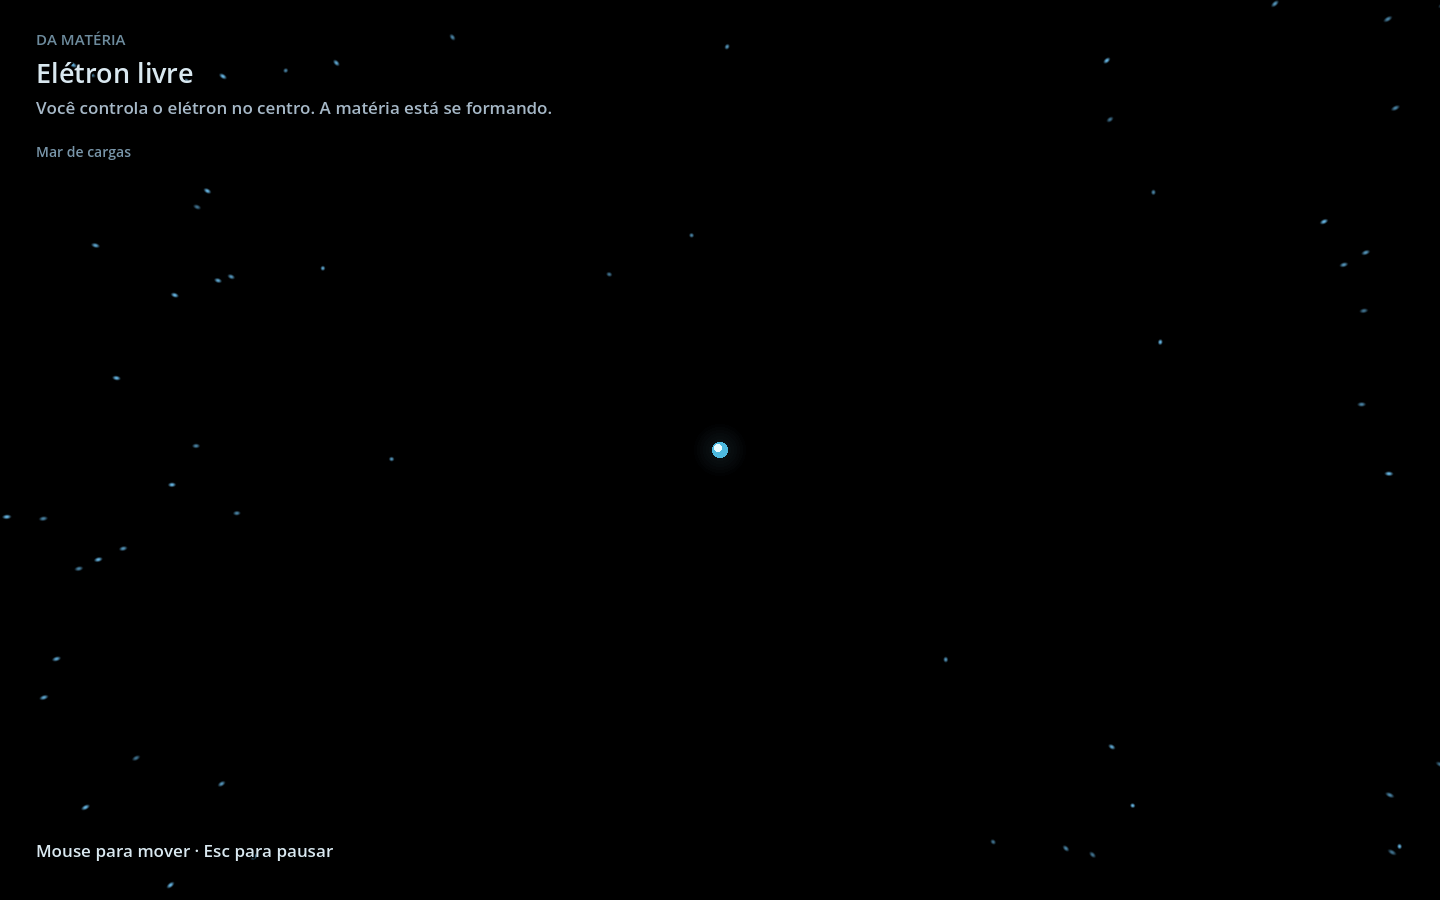 DA MATÉRIA
Elétron livre
Você controla o elétron no centro. A matéria está se formando.
Mar de cargas
Mouse para mover · Esc para pausar